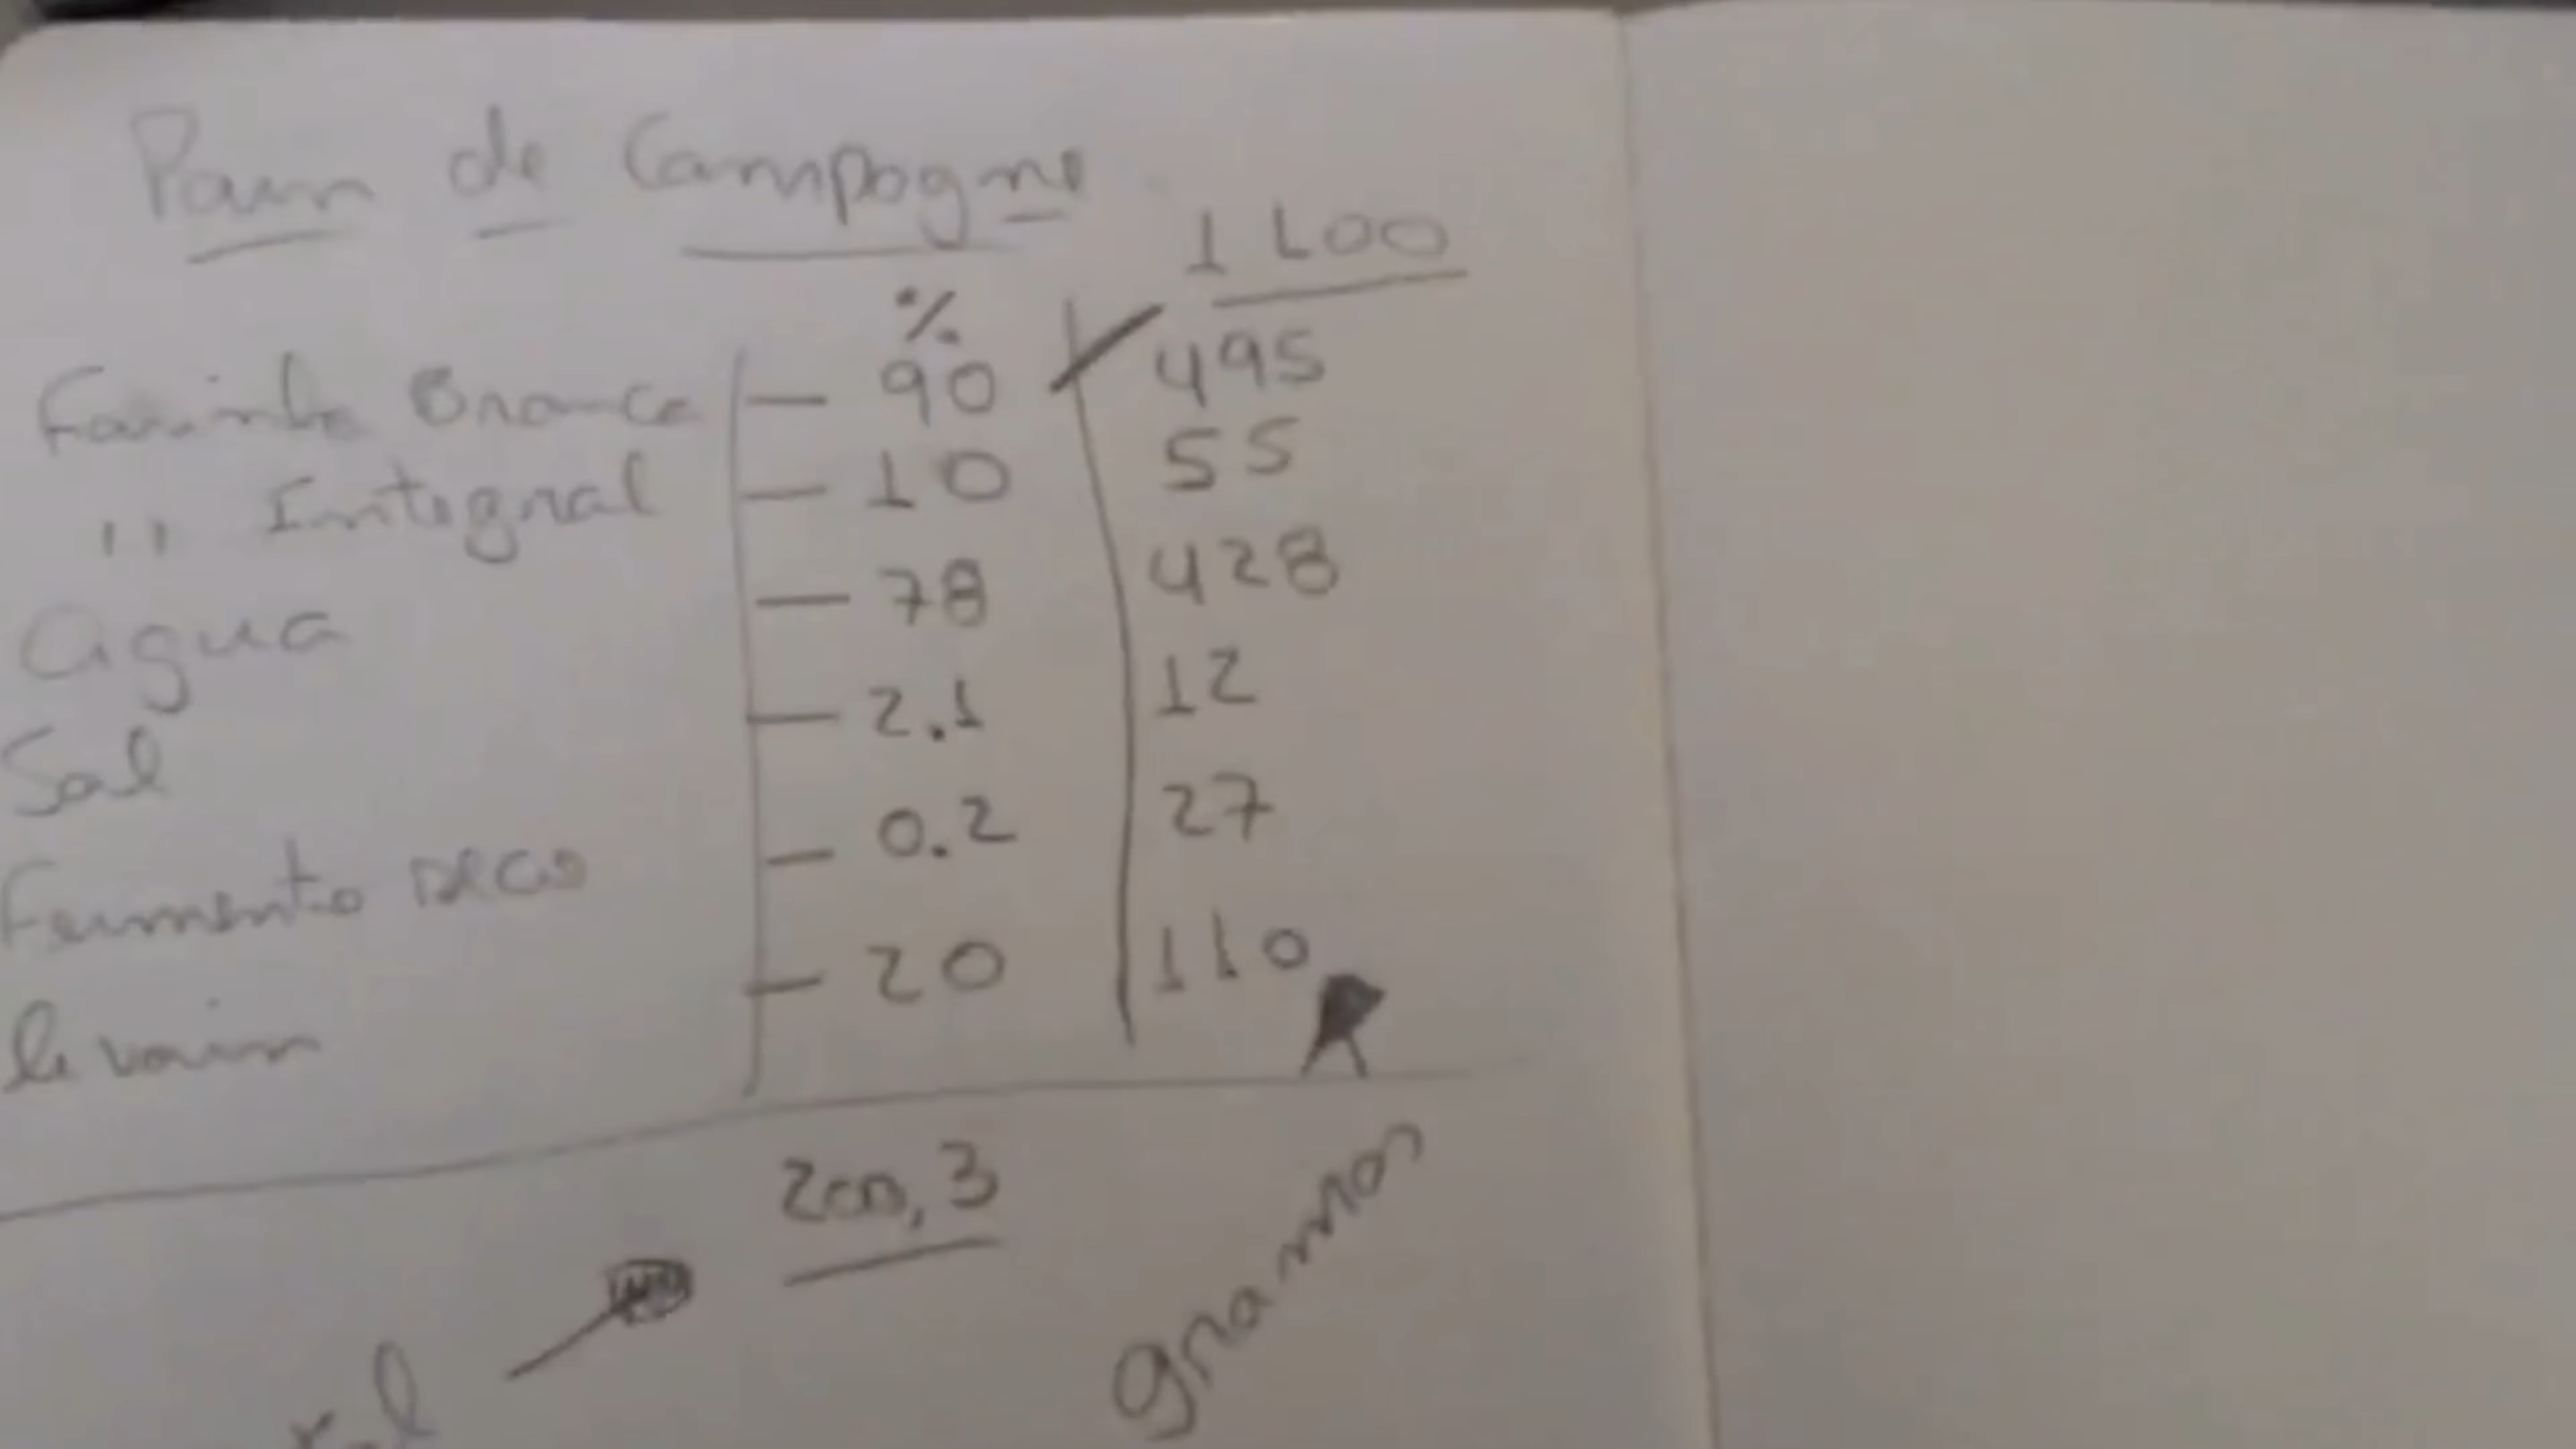 Pain de Campagne
1100
%
Farinha Branca — 90 495
" Integral — 10 55
Agua — 78 428
Sal — 2.1 12
Fermento seco — 0.2 27
levain — 20 110
200,3
gramas